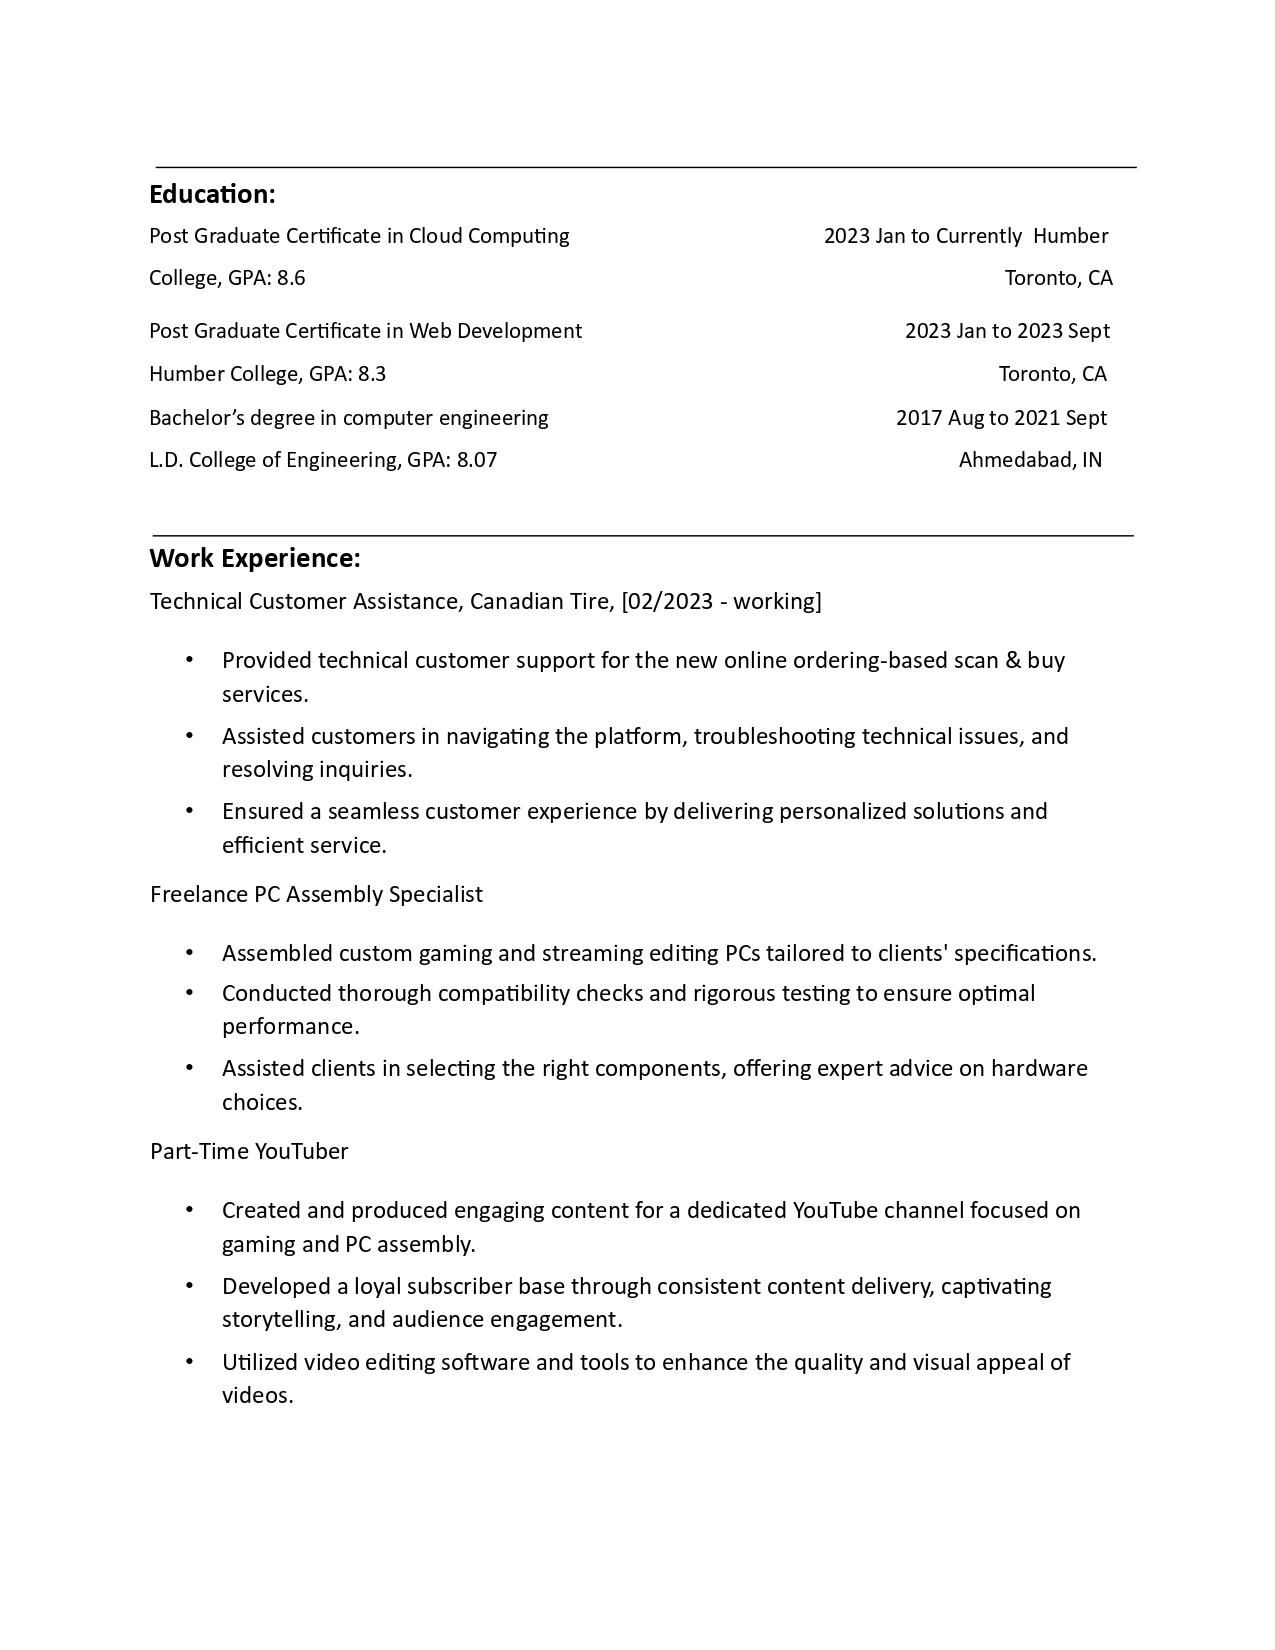 Education:
Post Graduate Certificate in Cloud Computing 2023 Jan to Currently  Humber
College, GPA: 8.6 Toronto, CA
Post Graduate Certificate in Web Development 2023 Jan to 2023 Sept
Humber College, GPA: 8.3 Toronto, CA
Bachelor’s degree in computer engineering 2017 Aug to 2021 Sept
L.D. College of Engineering, GPA: 8.07 Ahmedabad, IN
Work Experience:
Technical Customer Assistance, Canadian Tire, [02/2023 - working]
• Provided technical customer support for the new online ordering-based scan & buy
services.
• Assisted customers in navigating the platform, troubleshooting technical issues, and
resolving inquiries.
• Ensured a seamless customer experience by delivering personalized solutions and
efficient service.
Freelance PC Assembly Specialist
• Assembled custom gaming and streaming editing PCs tailored to clients' specifications.
• Conducted thorough compatibility checks and rigorous testing to ensure optimal
performance.
• Assisted clients in selecting the right components, offering expert advice on hardware
choices.
Part-Time YouTuber
• Created and produced engaging content for a dedicated YouTube channel focused on
gaming and PC assembly.
• Developed a loyal subscriber base through consistent content delivery, captivating
storytelling, and audience engagement.
• Utilized video editing software and tools to enhance the quality and visual appeal of
videos.